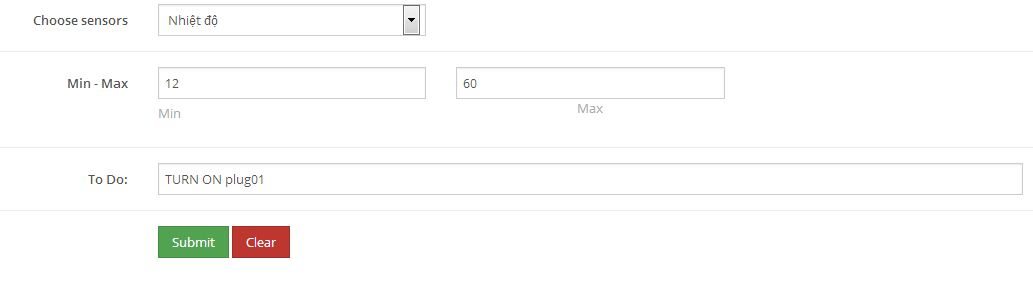 Choose sensors Nhiệt độ
Min - Max 12 60
Min Max
To Do: TURN ON plug01
Submit Clear